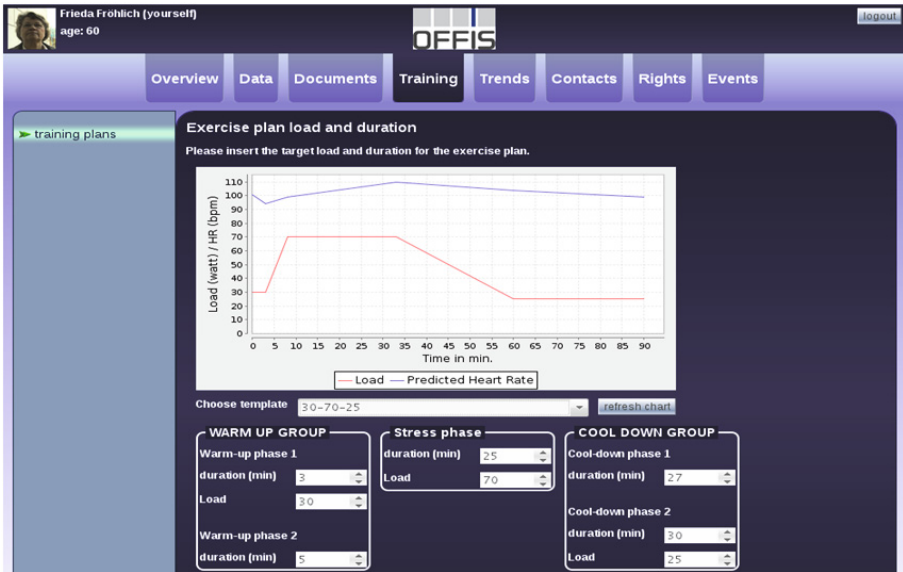 Frieda Fröhlich (yourself)
age: 60
OFFIS
logout
Overview Data Documents Training Trends Contacts Rights Events
training plans
Exercise plan load and duration
Please insert the target load and duration for the exercise plan.
Load (watt) / HR (bpm)
110
100
90
80
70
60
50
40
30
20
10
0
0 5 10 15 20 25 30 35 40 45 50 55 60 65 70 75 80 85 90
Time in min.
Load Predicted Heart Rate
Choose template 30-70-25 refresh chart
WARM UP GROUP
Warm-up phase 1
duration (min) 3
Load 30
Warm-up phase 2
duration (min) 5
Stress phase
duration (min) 25
Load 70
COOL DOWN GROUP
Cool-down phase 1
duration (min) 27
Cool-down phase 2
duration (min) 30
Load 25